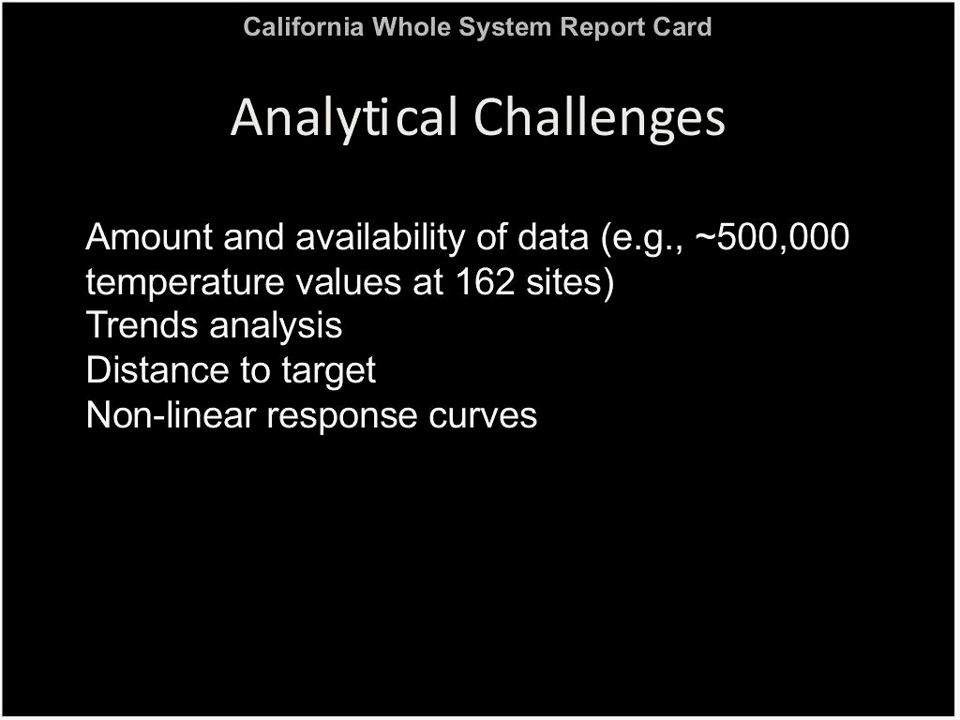 California Whole System Report Card
Analytical Challenges
Amount and availability of data (e.g., ~500,000
temperature values at 162 sites)
Trends analysis
Distance to target
Non-linear response curves